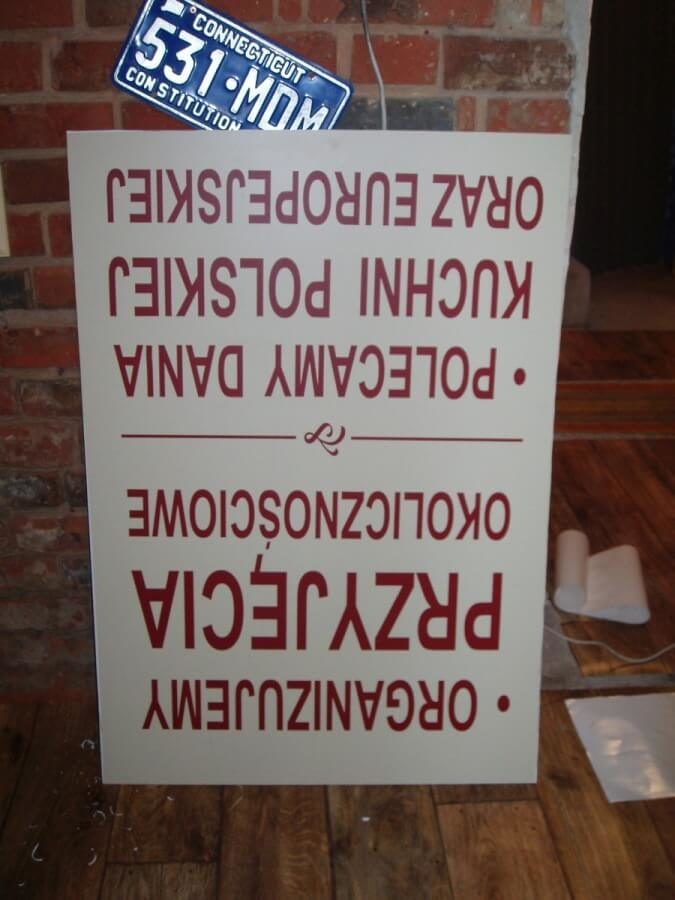 CONNECTICUT
531·MDM
CONSTITUTION
• ORGANIZUJEMY
PRZYJĘCIA
OKOLICZNOŚCIOWE
• POLECAMY DANIA
KUCHNI POLSKIEJ
ORAZ EUROPEJSKIEJ